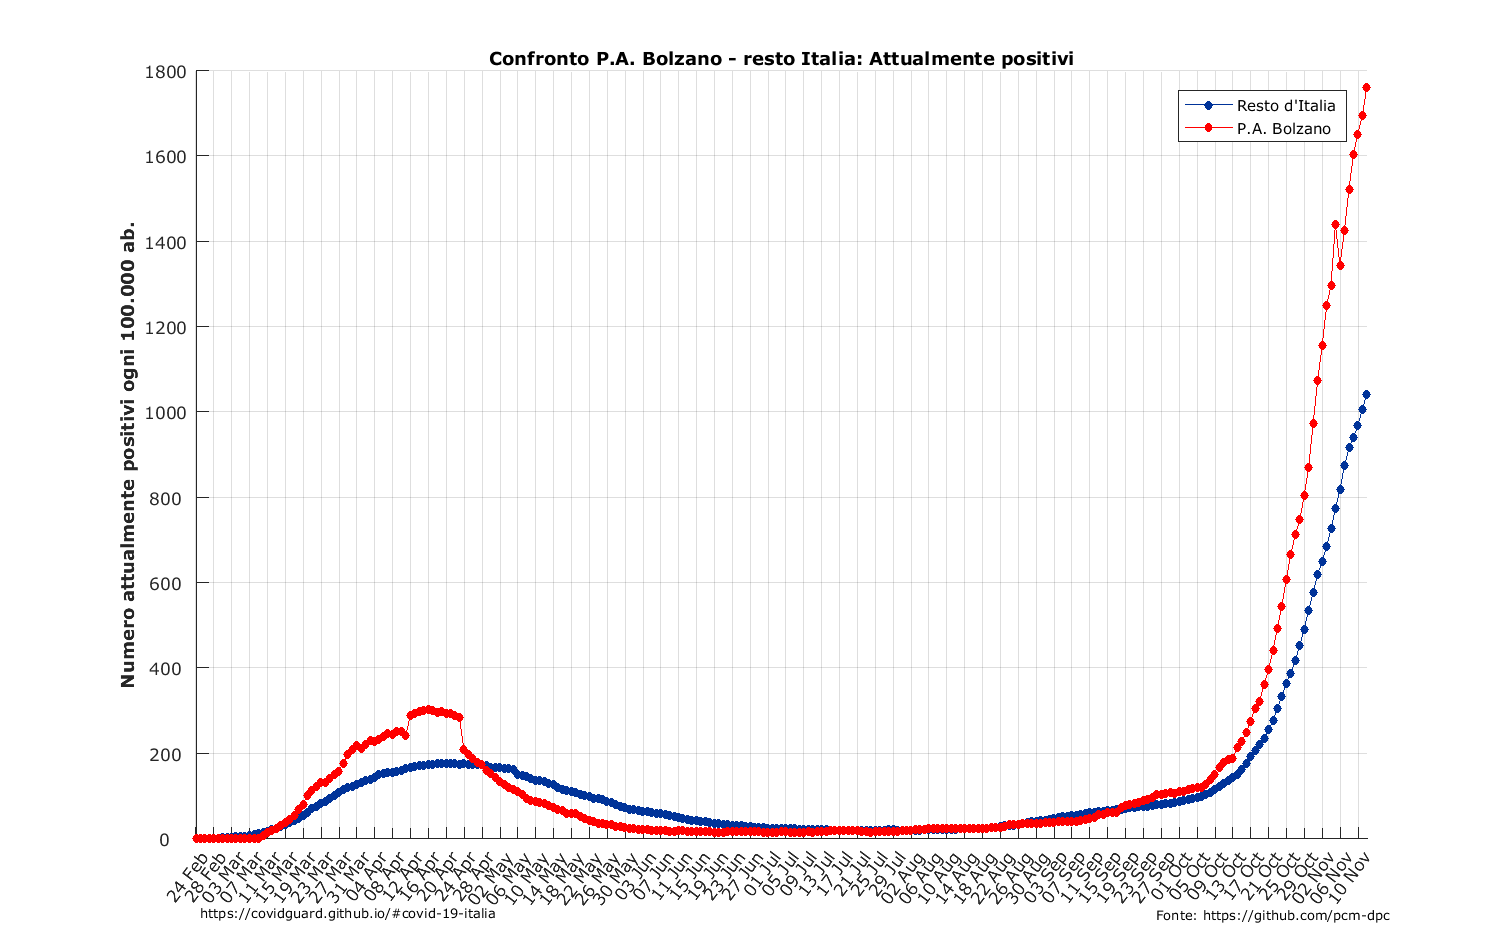 Confronto P.A. Bolzano - resto Italia: Attualmente positivi
Resto d'Italia
P.A. Bolzano
Numero attualmente positivi ogni 100.000 ab.
1800
1600
1400
1200
1000
800
600
400
200
0
24 Feb
28 Feb
03 Mar
07 Mar
11 Mar
15 Mar
19 Mar
23 Mar
27 Mar
31 Mar
04 Apr
08 Apr
12 Apr
16 Apr
20 Apr
24 Apr
28 Apr
02 May
06 May
10 May
14 May
18 May
22 May
26 May
30 May
03 Jun
07 Jun
11 Jun
15 Jun
19 Jun
23 Jun
27 Jun
01 Jul
05 Jul
09 Jul
13 Jul
17 Jul
21 Jul
25 Jul
29 Jul
02 Aug
06 Aug
10 Aug
14 Aug
18 Aug
22 Aug
26 Aug
30 Aug
03 Sep
07 Sep
11 Sep
15 Sep
19 Sep
23 Sep
27 Sep
01 Oct
05 Oct
09 Oct
13 Oct
17 Oct
21 Oct
25 Oct
29 Oct
02 Nov
06 Nov
10 Nov
https://covidguard.github.io/#covid-19-italia
Fonte: https://github.com/pcm-dpc